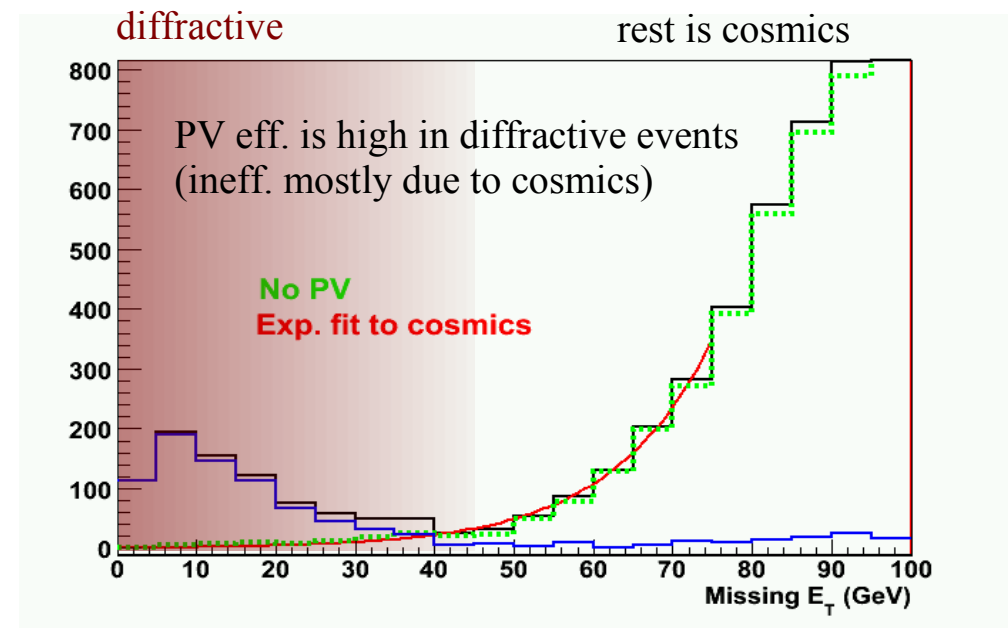 diffractive
rest is cosmics
PV eff. is high in diffractive events
(ineff. mostly due to cosmics)
No PV
Exp. fit to cosmics
800
700
600
500
400
300
200
100
0
0 10 20 30 40 50 60 70 80 90 100
Missing E_T (GeV)